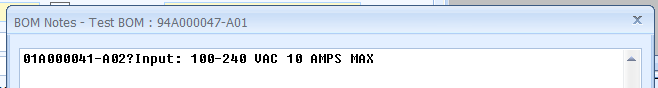 BOM Notes - Test BOM : 94A000047-A01
01A000041-A02?Input: 100-240 VAC 10 AMPS MAX